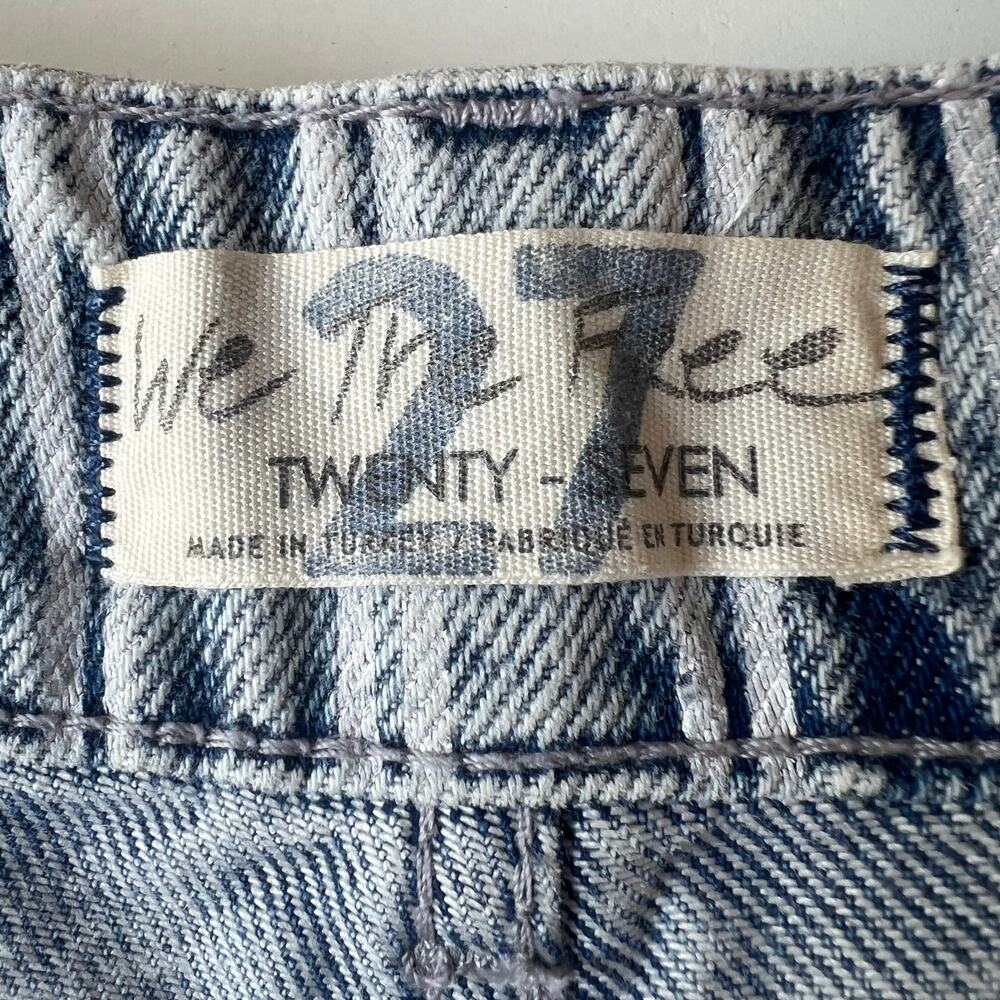 27
We The Free
TWENTY - SEVEN
MADE IN TURKEY / FABRIQUÉ EN TURQUIE